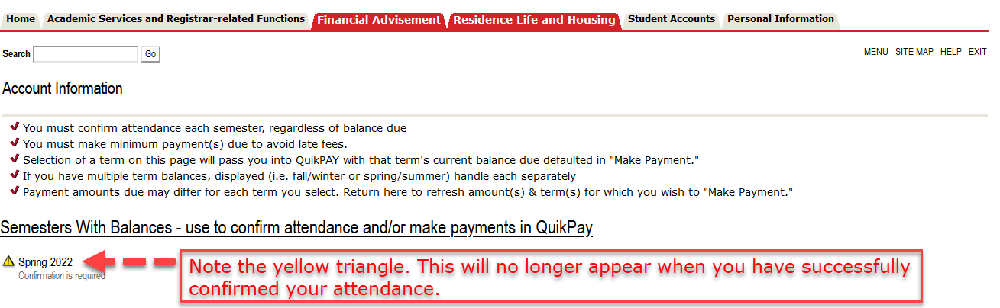 Home Academic Services and Registrar-related Functions Financial Advisement Residence Life and Housing Student Accounts Personal Information
Search Go MENU SITE MAP HELP EXIT
Account Information
You must confirm attendance each semester, regardless of balance due
You must make minimum payment(s) due to avoid late fees.
Selection of a term on this page will pass you into QuikPAY with that term's current balance due defaulted in "Make Payment."
If you have multiple term balances, displayed (i.e. fall/winter or spring/summer) handle each separately
Payment amounts due may differ for each term you select. Return here to refresh amount(s) & term(s) for which you wish to "Make Payment."
Semesters With Balances - use to confirm attendance and/or make payments in QuikPay
Spring 2022
Confirmation is required
Note the yellow triangle. This will no longer appear when you have successfully
confirmed your attendance.